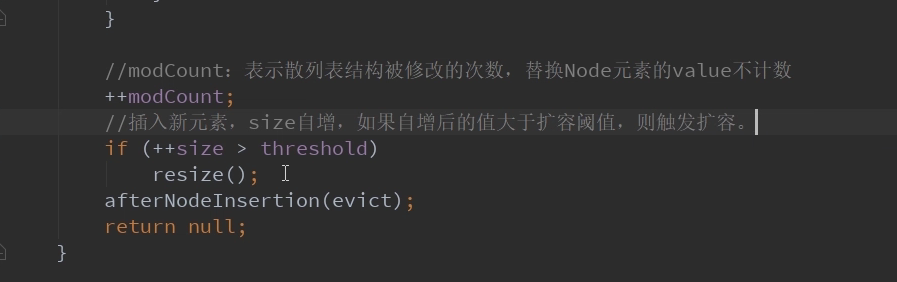 }
//modCount：表示散列表结构被修改的次数，替换Node元素的value不计数
++modCount;
//插入新元素，size自增，如果自增后的值大于扩容阈值，则触发扩容。
if (++size > threshold)
resize();
afterNodeInsertion(evict);
return null;
}